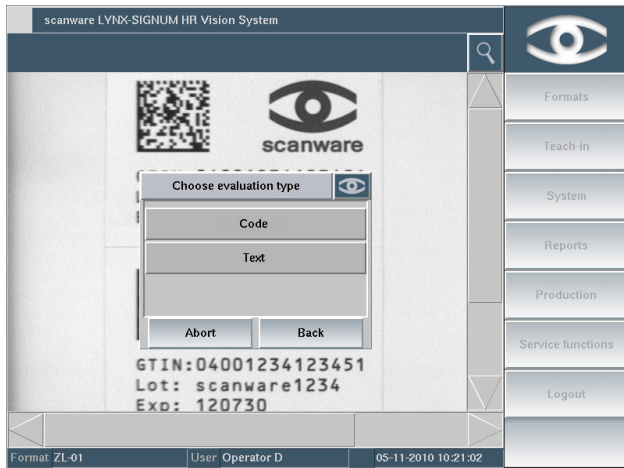 scanware LYNX-SIGNUM HR Vision System
scanware
Choose evaluation type
Code
Text
Abort
Back
GTIN:04001234123451
Lot: scanware1234
Exp: 120730
Formats
Teach-in
System
Reports
Production
Service functions
Logout
Format ZL-01
User Operator D
05-11-2010 10:21:02